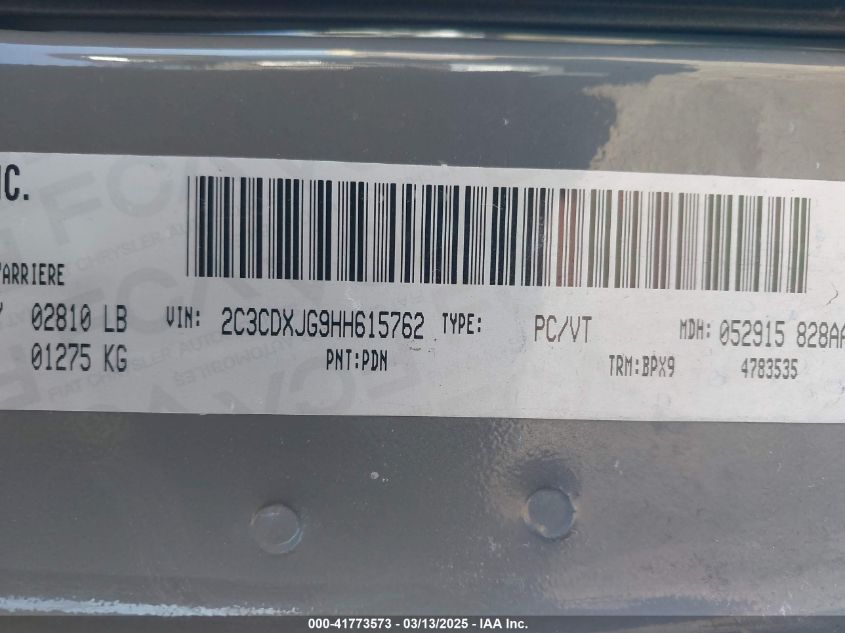 NC.
'ARRIERE
02810 LB VIN: 2C3CDXJG9HH615762 TYPE: PC/VT MDH: 052915 828AA
01275 KG PNT:PDN TRM:BPX9 4783535
000-41773573 - 03/13/2025 - IAA Inc.